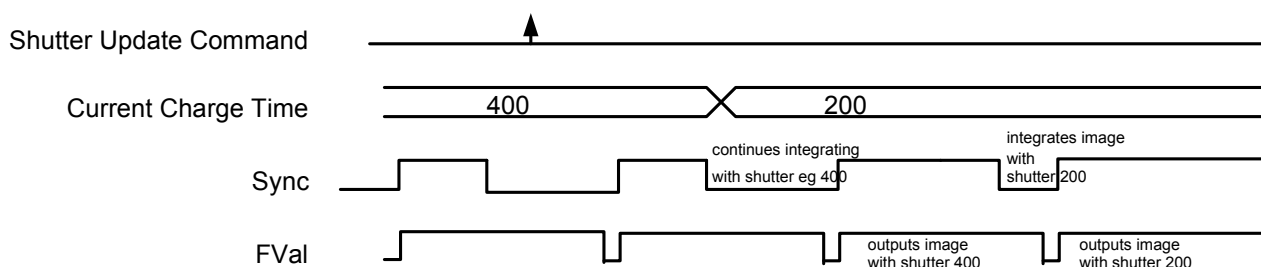 Shutter Update Command
Current Charge Time
400
200
Sync
continues integrating
with shutter eg 400
integrates image
with
shutter 200
FVal
outputs image
with shutter 400
outputs image
with shutter 200